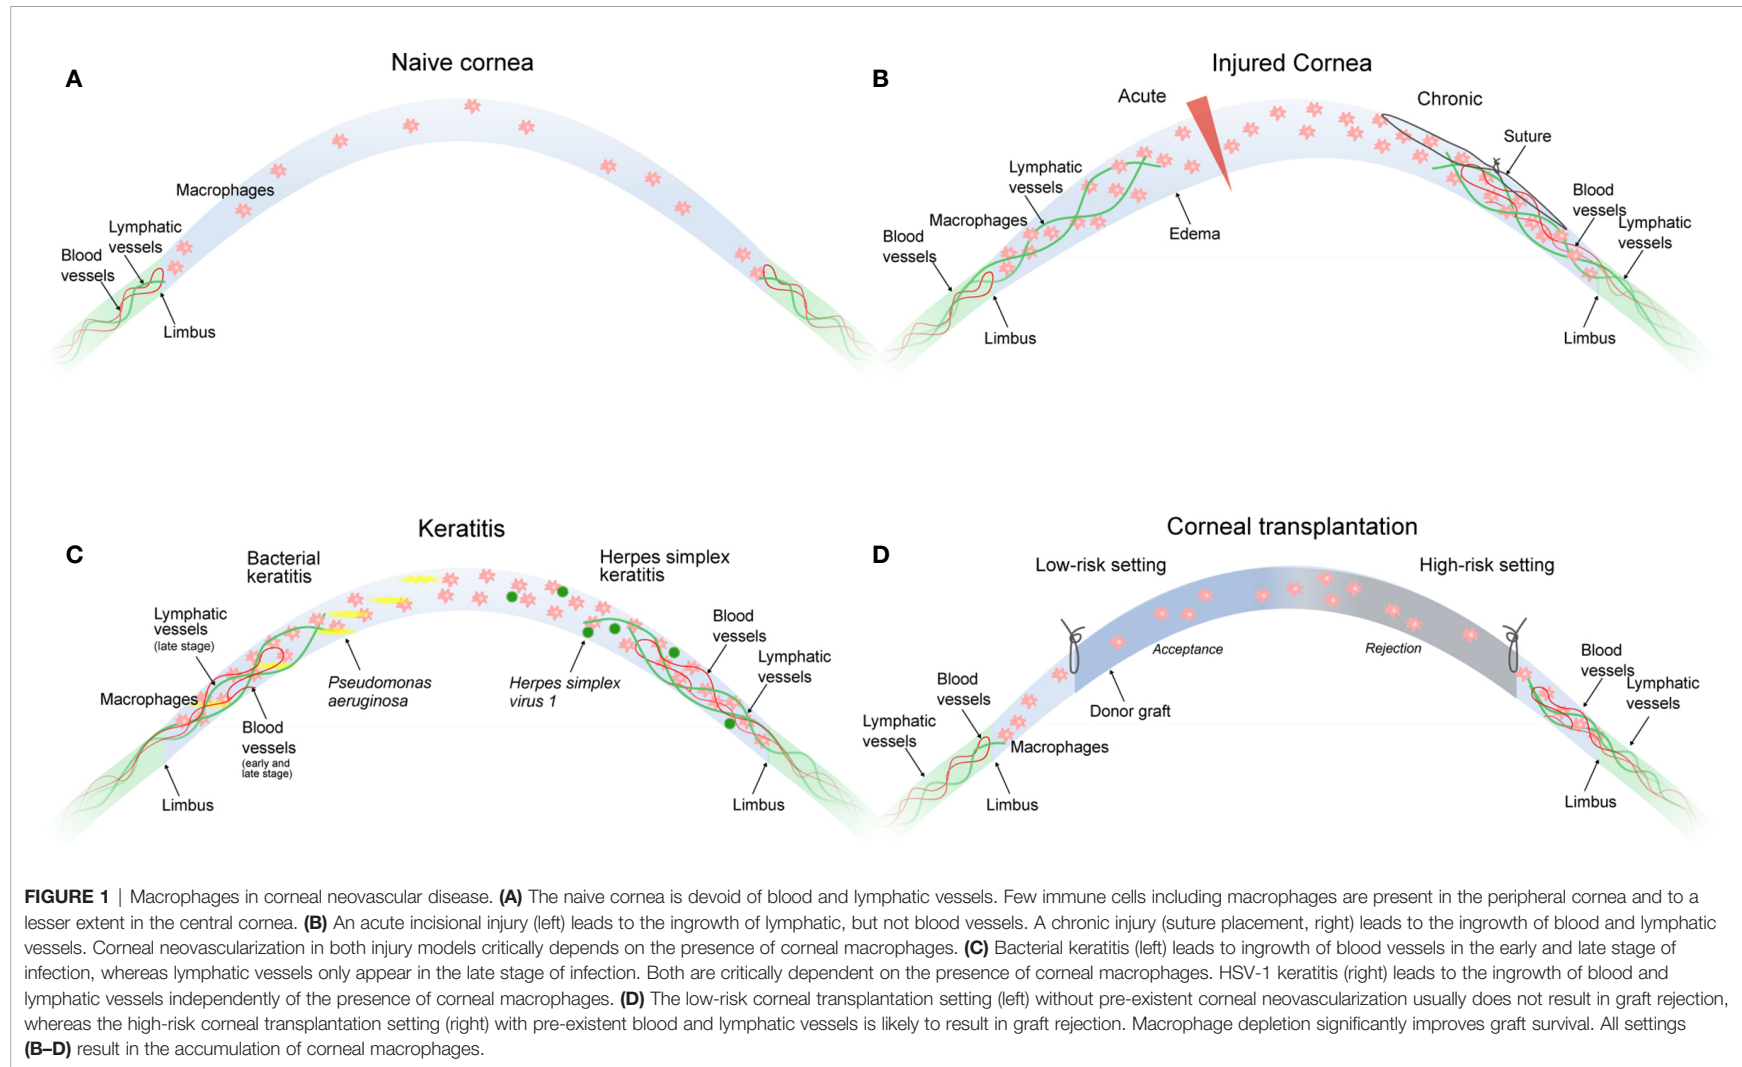 A
Naive cornea
Macrophages
Lymphatic
vessels
Blood
vessels
Limbus
B
Injured Cornea
Acute
Chronic
Suture
Lymphatic
vessels
Macrophages
Blood
vessels
Edema
Blood
vessels
Lymphatic
vessels
Limbus
Limbus
C
Keratitis
Bacterial
keratitis
Herpes simplex
keratitis
Lymphatic
vessels
(late stage)
Macrophages
Blood
vessels
(early and
late stage)
Pseudomonas
aeruginosa
Herpes simplex
virus 1
Blood
vessels
Lymphatic
vessels
Limbus
Limbus
D
Corneal transplantation
Low-risk setting
High-risk setting
Acceptance
Rejection
Blood
vessels
Lymphatic
vessels
Donor graft
Macrophages
Blood
vessels
Lymphatic
vessels
Limbus
Limbus
FIGURE 1 | Macrophages in corneal neovascular disease. (A) The naive cornea is devoid of blood and lymphatic vessels. Few immune cells including macrophages are present in the peripheral cornea and to a
lesser extent in the central cornea. (B) An acute incisional injury (left) leads to the ingrowth of lymphatic, but not blood vessels. A chronic injury (suture placement, right) leads to the ingrowth of blood and lymphatic
vessels. Corneal neovascularization in both injury models critically depends on the presence of corneal macrophages. (C) Bacterial keratitis (left) leads to ingrowth of blood vessels in the early and late stage of
infection, whereas lymphatic vessels only appear in the late stage of infection. Both are critically dependent on the presence of corneal macrophages. HSV-1 keratitis (right) leads to the ingrowth of blood and
lymphatic vessels independently of the presence of corneal macrophages. (D) The low-risk corneal transplantation setting (left) without pre-existent corneal neovascularization usually does not result in graft rejection,
whereas the high-risk corneal transplantation setting (right) with pre-existent blood and lymphatic vessels is likely to result in graft rejection. Macrophage depletion significantly improves graft survival. All settings
(B–D) result in the accumulation of corneal macrophages.